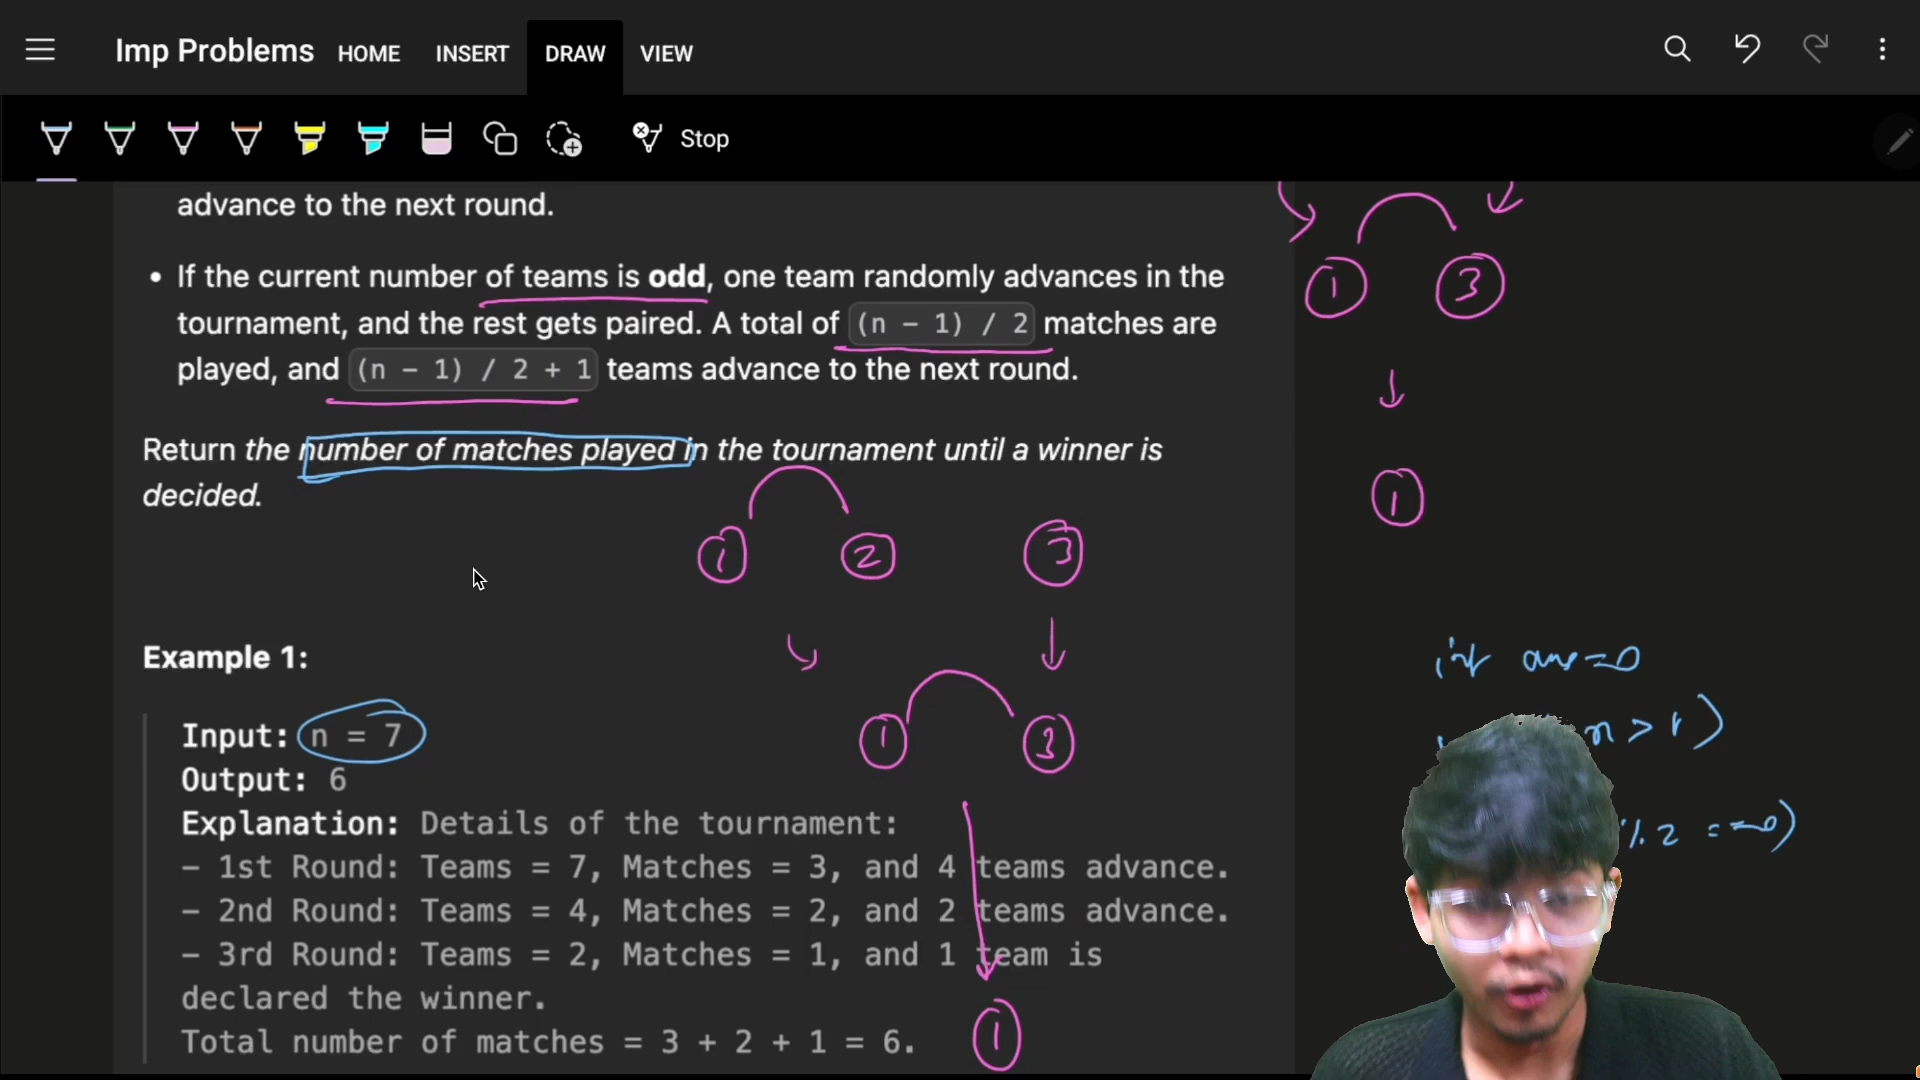 Imp Problems HOME INSERT DRAW VIEW
Stop
advance to the next round.
• If the current number of teams is odd, one team randomly advances in the
tournament, and the rest gets paired. A total of (n - 1) / 2 matches are
played, and (n - 1) / 2 + 1 teams advance to the next round.
Return the number of matches played in the tournament until a winner is
decided.
1 3
1
1 2 3
1 3
1
Example 1:
Input: n = 7
Output: 6
Explanation: Details of the tournament:
- 1st Round: Teams = 7, Matches = 3, and 4 teams advance.
- 2nd Round: Teams = 4, Matches = 2, and 2 teams advance.
- 3rd Round: Teams = 2, Matches = 1, and 1 team is
declared the winner.
Total number of matches = 3 + 2 + 1 = 6.
int ans=0
n > 1)
% 2 ==0)